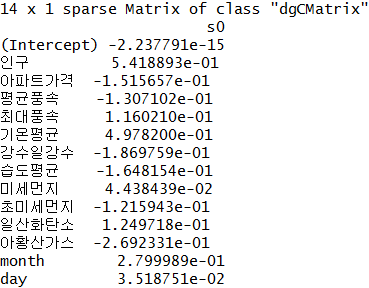 14 x 1 sparse Matrix of class "dgCMatrix"
s0
(Intercept) -2.237791e-15
인구 5.418893e-01
아파트가격 -1.515657e-01
평균풍속 -1.307102e-01
최대풍속 1.160210e-01
기온평균 4.978200e-01
강수일강수 -1.869759e-01
습도평균 -1.648154e-01
미세먼지 4.438439e-02
초미세먼지 -1.215943e-01
일산화탄소 1.249718e-01
아황산가스 -2.692331e-01
month 2.799989e-01
day 3.518751e-02